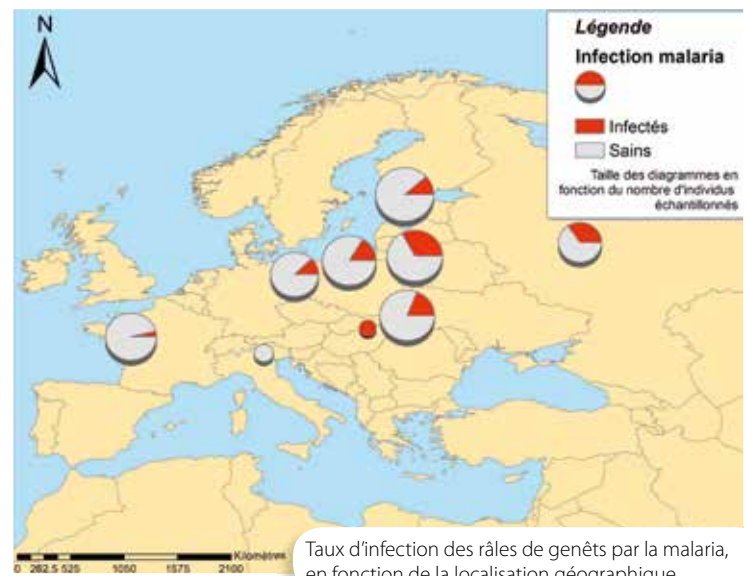 N
Légende
Infection malaria
Infectés
Sains
Taille des diagrammes en
fonction du nombre d'individus
échantillonnés
Kilomètres
0 262.5 525 1050 1575 2100
Taux d'infection des râles de genêts par la malaria,
en fonction de la localisation géographique